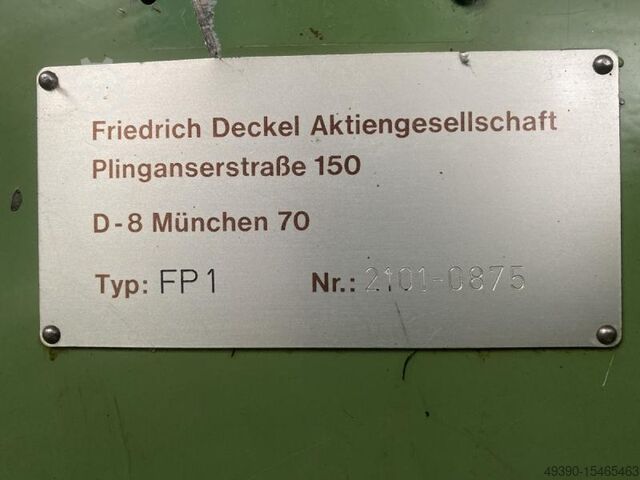 Friedrich Deckel Aktiengesellschaft
Plinganserstraße 150
D-8 München 70
Typ: FP1 Nr.: 2101-0875
49390-15465463